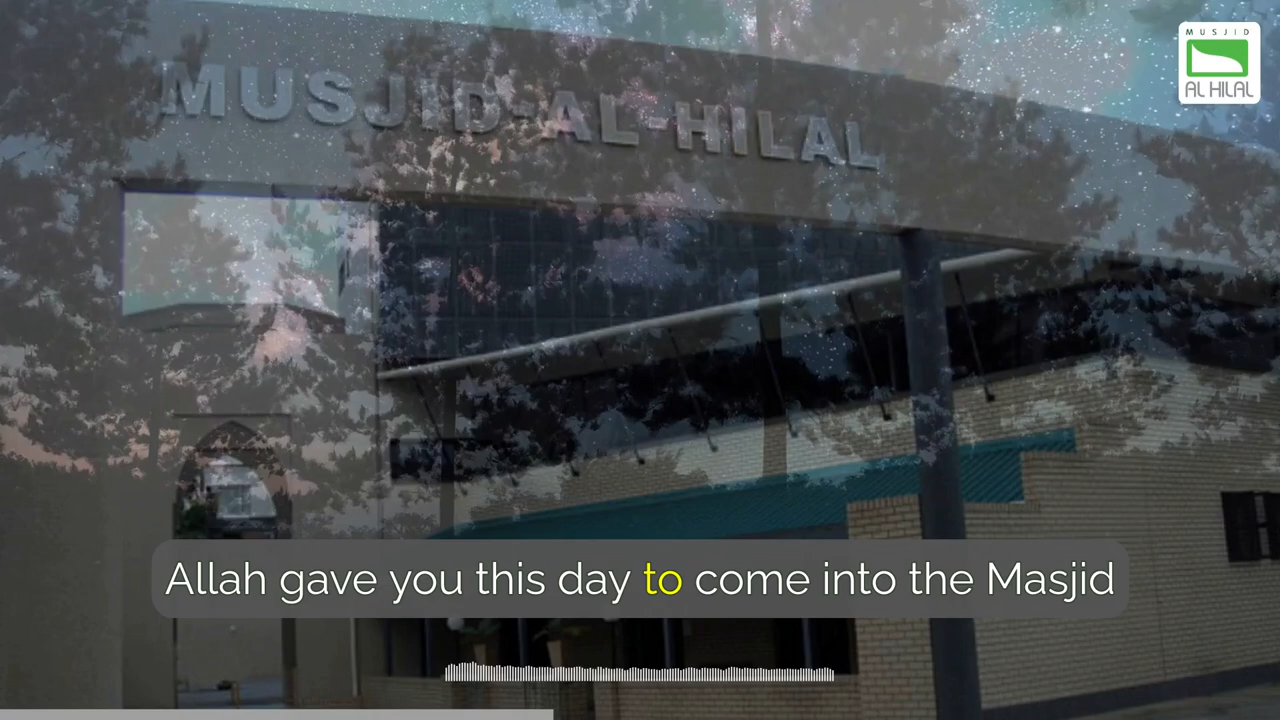 MUSJID
AL HILAL
MUSJID-AL-HILAL
Allah gave you this day to come into the Masjid